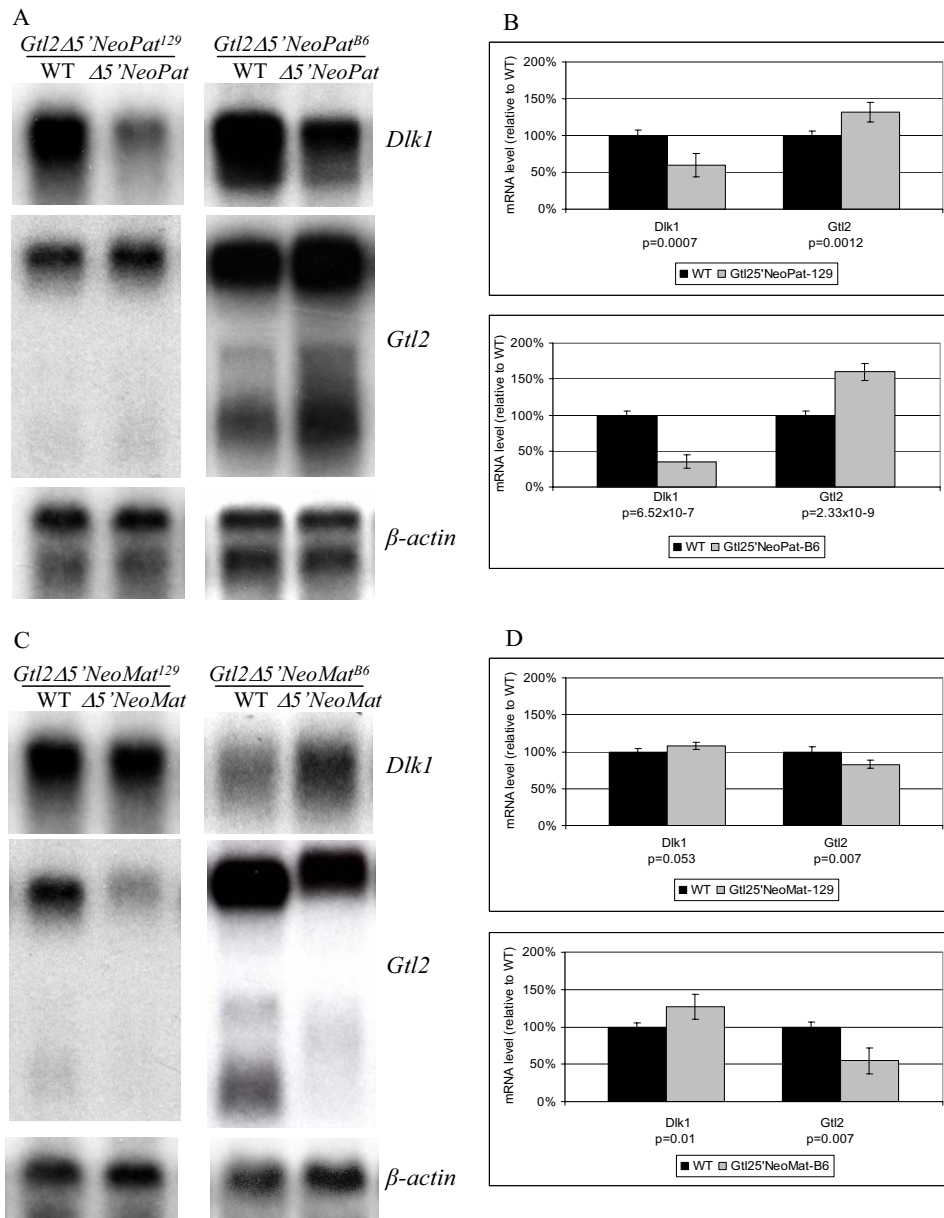 A
Gtl2Δ5’NeoPat129 Gtl2Δ5’NeoPatB6
WT Δ5’NeoPat WT Δ5’NeoPat
Dlk1
Gtl2
β-actin
B
mRNA level (relative to WT)
200%
150%
100%
50%
0%
Dlk1 Gtl2
p=0.0007 p=0.0012
WT Gtl25'NeoPat-129
mRNA level (relative to WT)
200%
150%
100%
50%
0%
Dlk1 Gtl2
p=6.52x10-7 p=2.33x10-9
WT Gtl25'NeoPat-B6
C
Gtl2Δ5’NeoMat129 Gtl2Δ5’NeoMatB6
WT Δ5’NeoMat WT Δ5’NeoMat
Dlk1
Gtl2
β-actin
D
mRNA level (relative to WT)
200%
150%
100%
50%
0%
Dlk1 Gtl2
p=0.053 p=0.007
WT Gtl25'NeoMat-129
mRNA level (relative to WT)
200%
150%
100%
50%
0%
Dlk1 Gtl2
p=0.01 p=0.007
WT Gtl25'NeoMat-B6